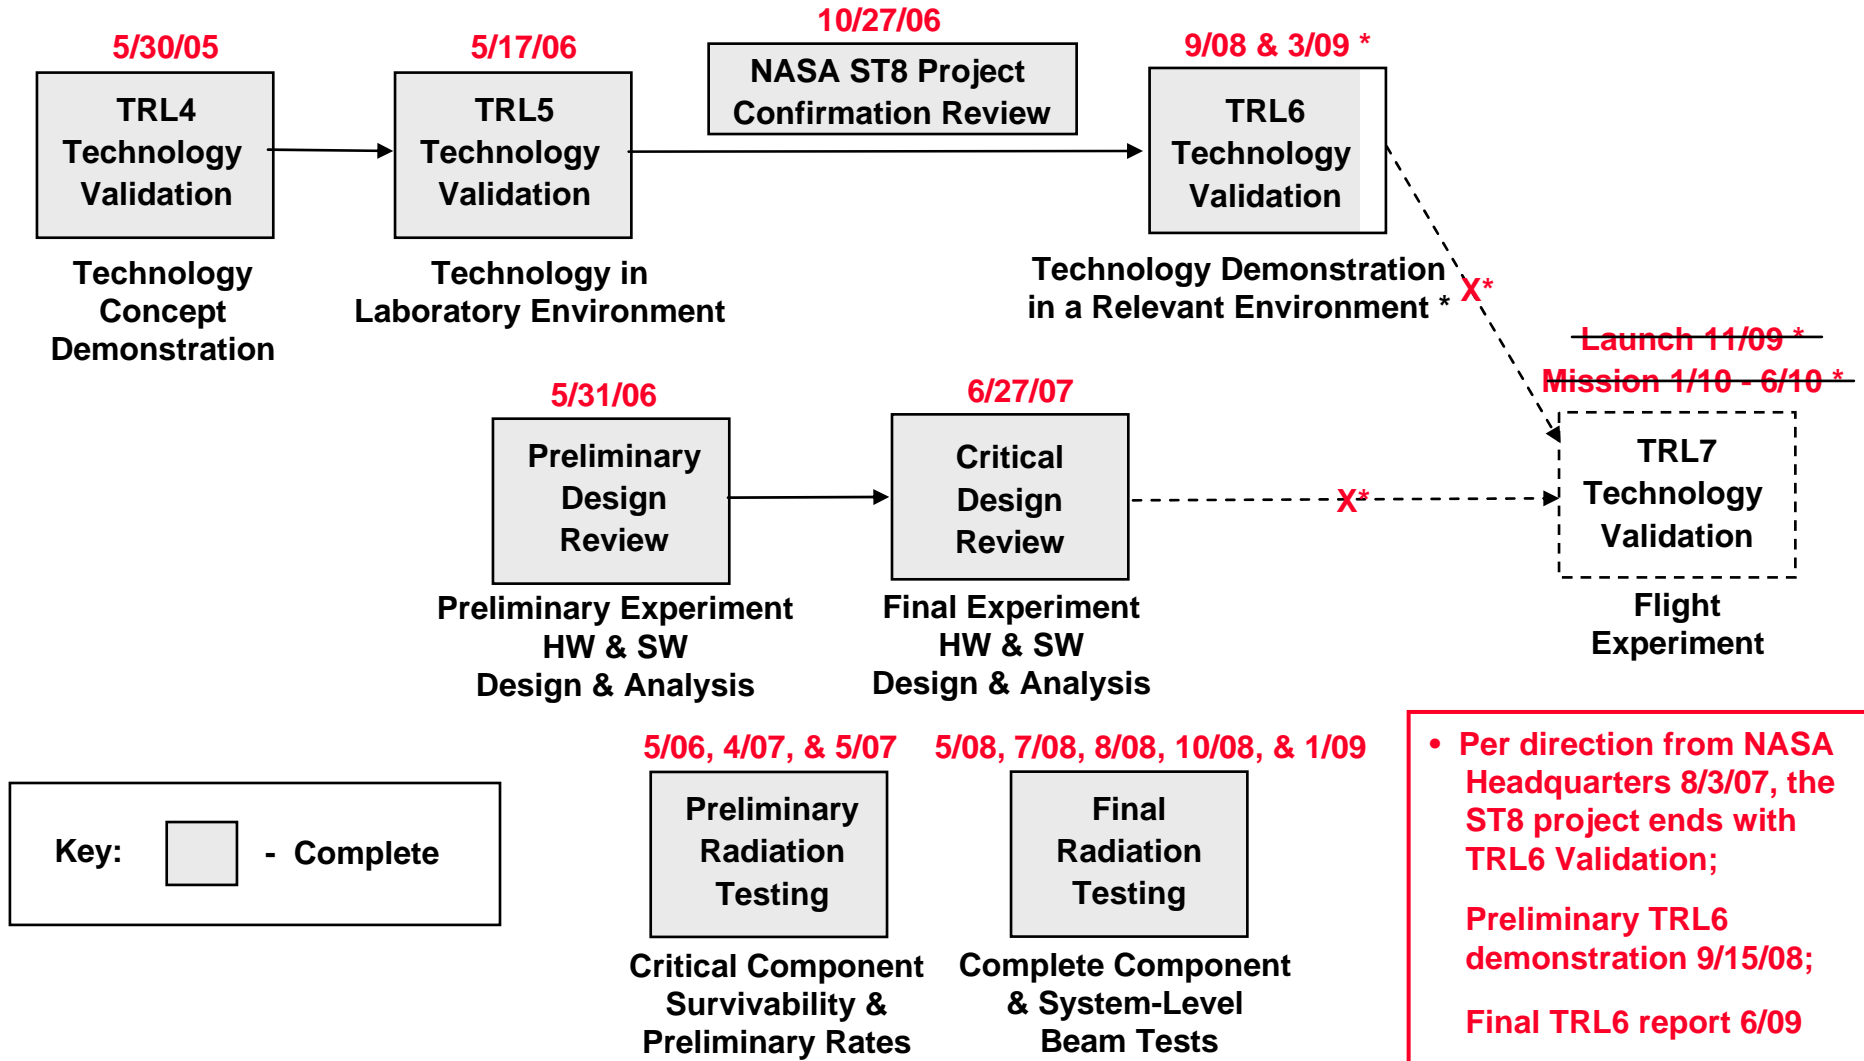 5/30/05
TRL4
Technology
Validation
Technology
Concept
Demonstration
5/17/06
TRL5
Technology
Validation
Technology in
Laboratory Environment
10/27/06
NASA ST8 Project
Confirmation Review
9/08 & 3/09 *
TRL6
Technology
Validation
Technology Demonstration
in a Relevant Environment *
X*
Launch 11/09 *
Mission 1/10 - 6/10 *
TRL7
Technology
Validation
Flight
Experiment
5/31/06
Preliminary
Design
Review
Preliminary Experiment
HW & SW
Design & Analysis
6/27/07
Critical
Design
Review
Final Experiment
HW & SW
Design & Analysis
X*
5/06, 4/07, & 5/07
Preliminary
Radiation
Testing
Critical Component
Survivability &
Preliminary Rates
5/08, 7/08, 8/08, 10/08, & 1/09
Final
Radiation
Testing
Complete Component
& System-Level
Beam Tests
Key:
- Complete
• Per direction from NASA
Headquarters 8/3/07, the
ST8 project ends with
TRL6 Validation;
Preliminary TRL6
demonstration 9/15/08;
Final TRL6 report 6/09